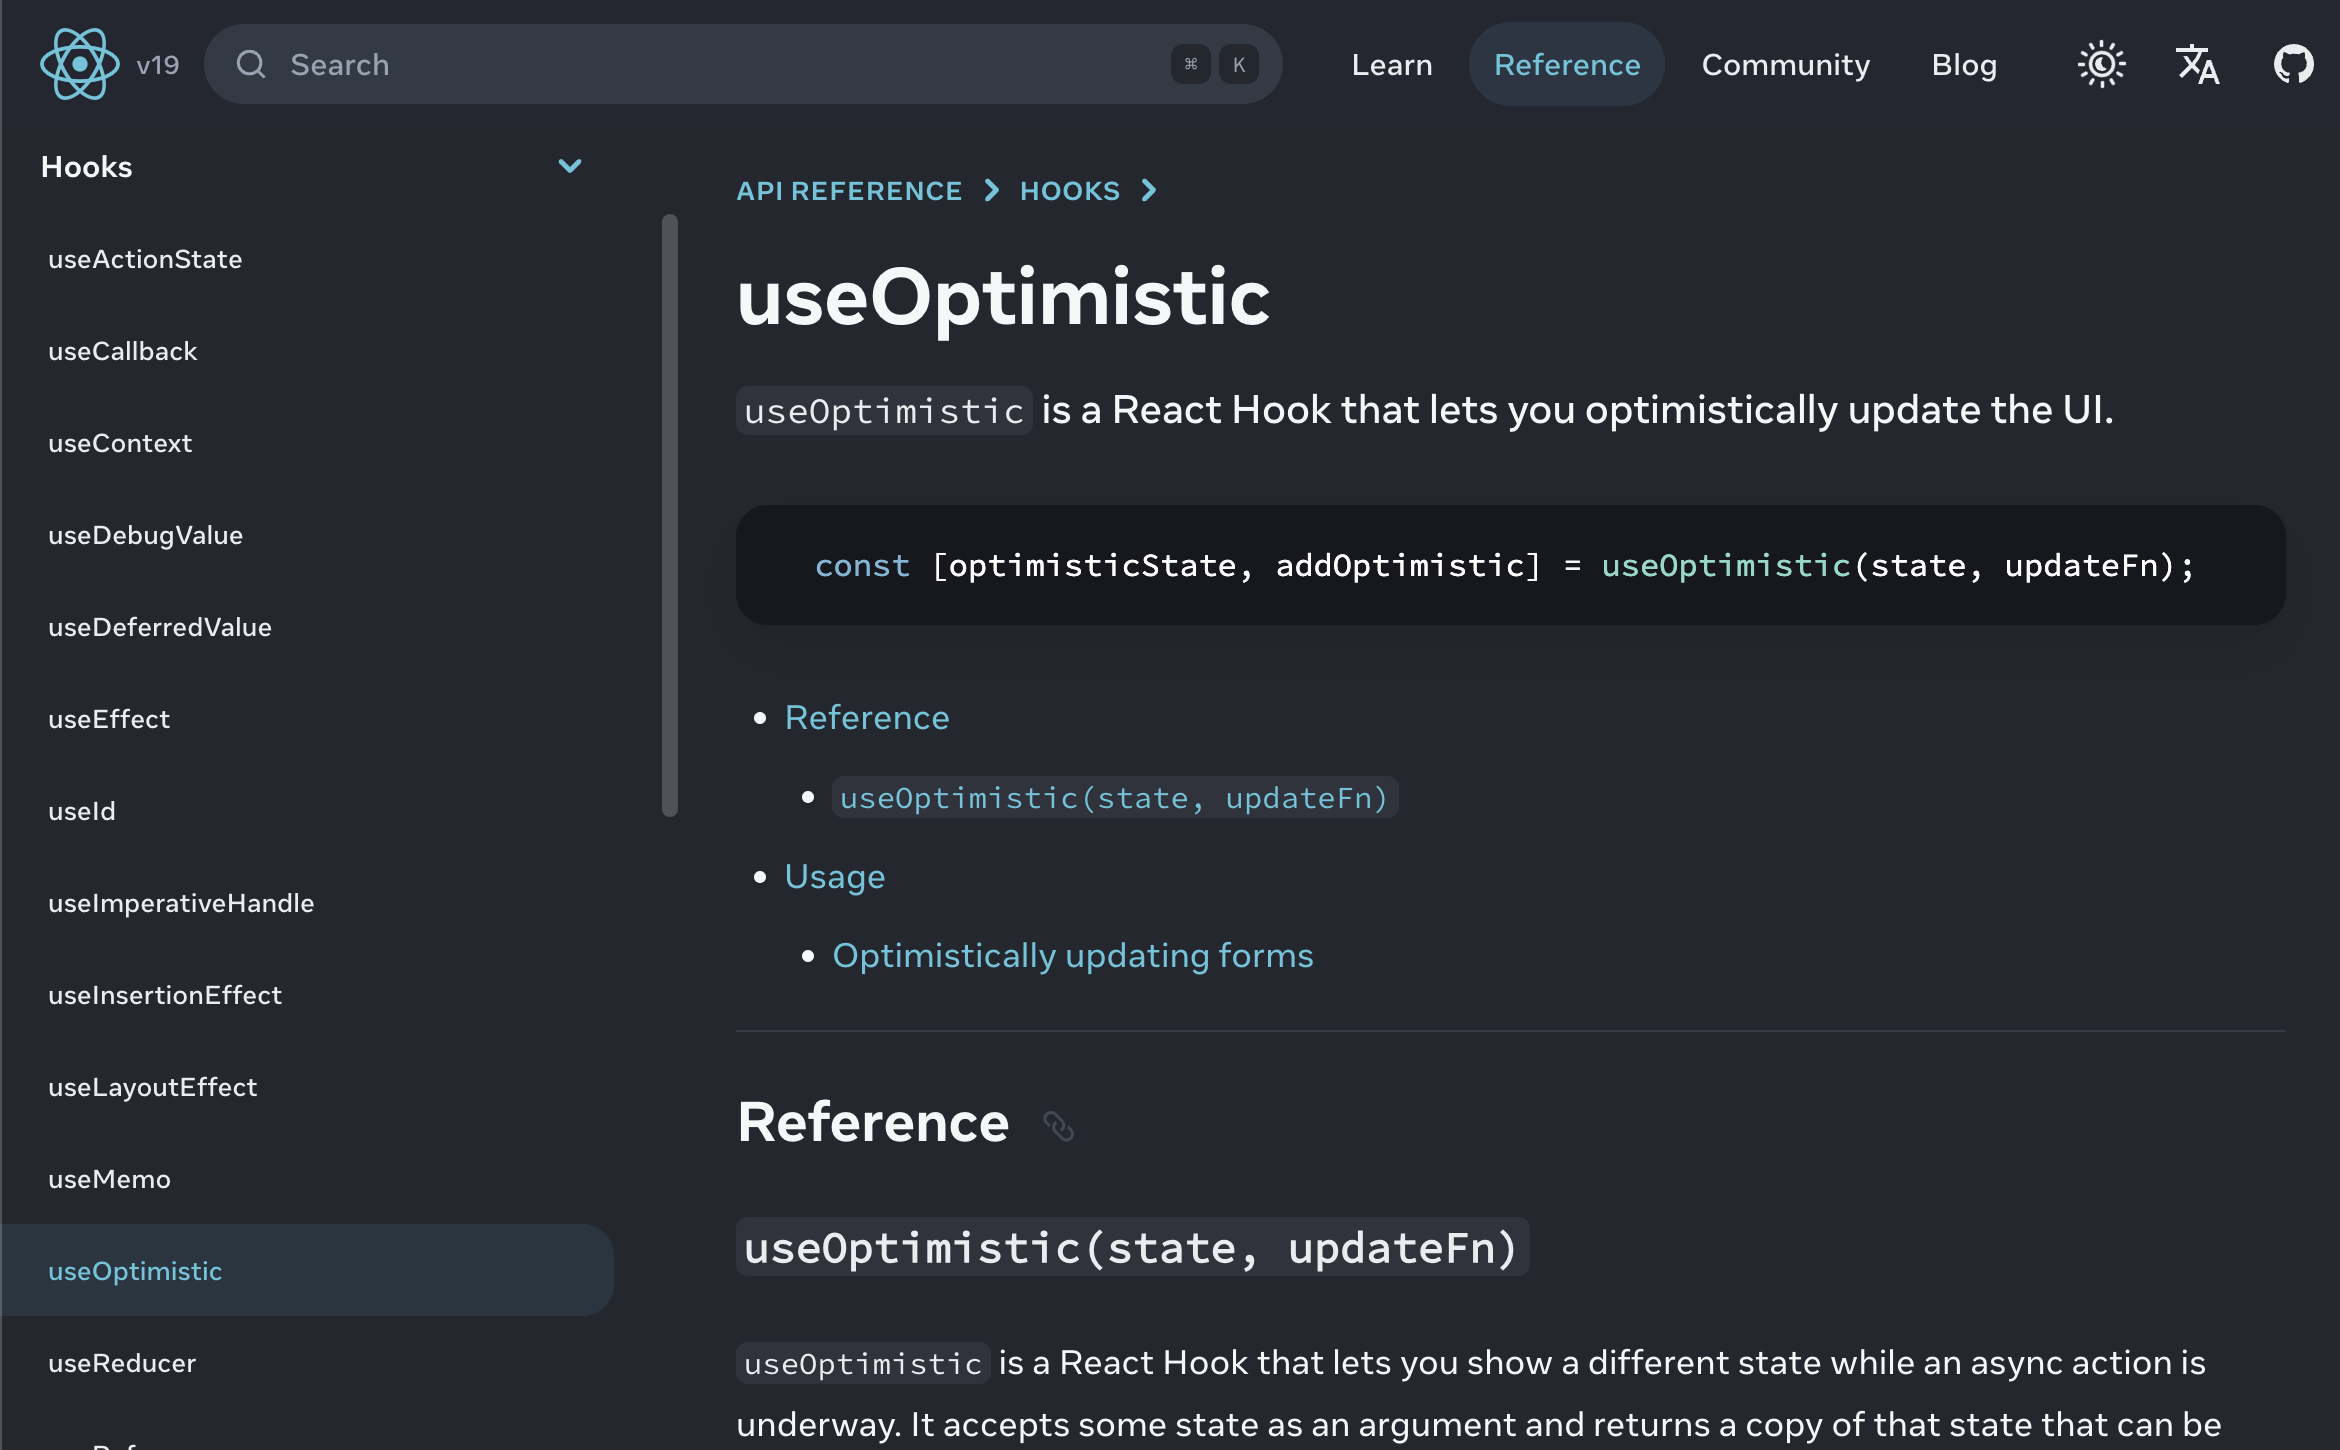 v19
Search
⌘ K
Learn
Reference
Community
Blog
Hooks
useActionState
useCallback
useContext
useDebugValue
useDeferredValue
useEffect
useId
useImperativeHandle
useInsertionEffect
useLayoutEffect
useMemo
useOptimistic
useReducer
API REFERENCE
HOOKS
useOptimistic
useOptimistic is a React Hook that lets you optimistically update the UI.
const [optimisticState, addOptimistic] = useOptimistic(state, updateFn);
Reference
useOptimistic(state, updateFn)
Usage
Optimistically updating forms
Reference
useOptimistic(state, updateFn)
useOptimistic is a React Hook that lets you show a different state while an async action is
underway. It accepts some state as an argument and returns a copy of that state that can be